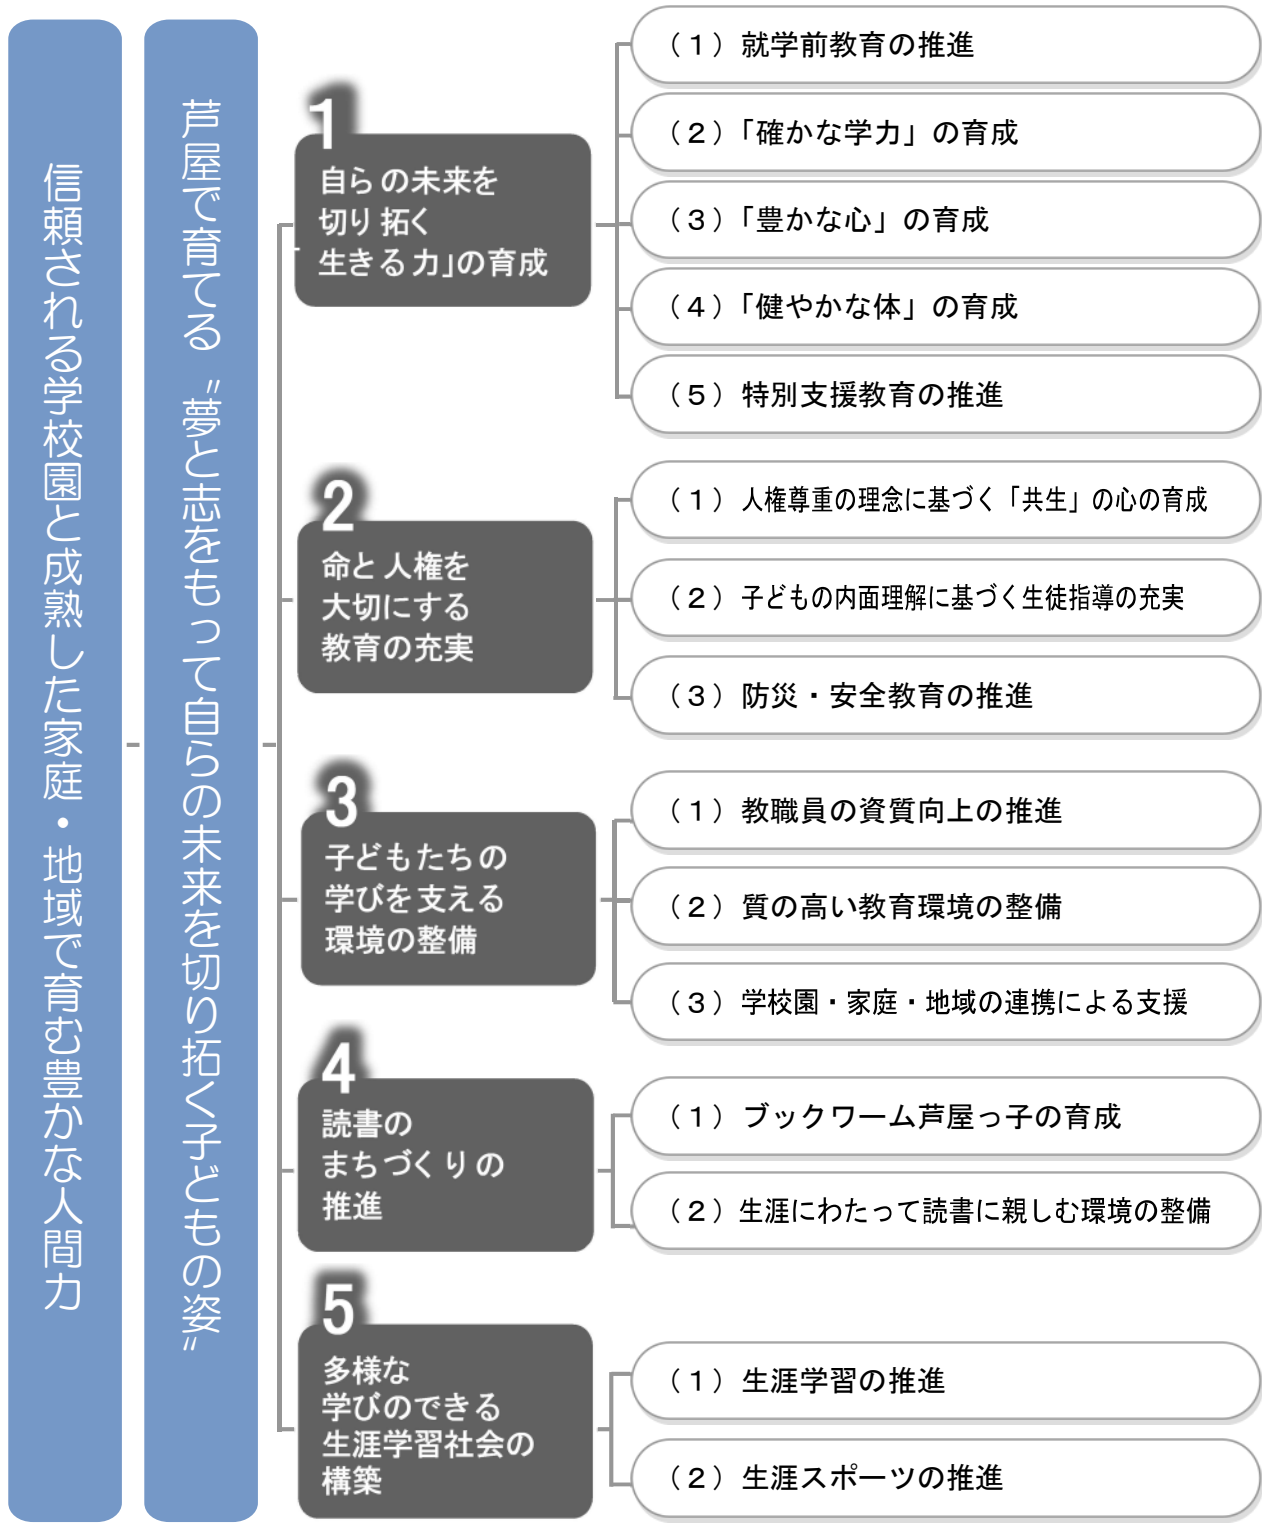 信頼される学校園と成熟した家庭・地域で育む豊かな人間力
芦屋で育てる〝夢と志をもって自らの未来を切り拓く子どもの姿〟
1
自らの未来を
切り拓く
生きる力」の育成
（１）就学前教育の推進
（２）「確かな学力」の育成
（３）「豊かな心」の育成
（４）「健やかな体」の育成
（５）特別支援教育の推進
2
命と人権を
大切にする
教育の充実
（１）人権尊重の理念に基づく「共生」の心の育成
（２）子どもの内面理解に基づく生徒指導の充実
（３）防災・安全教育の推進
3
子どもたちの
学びを支える
環境の整備
（１）教職員の資質向上の推進
（２）質の高い教育環境の整備
（３）学校園・家庭・地域の連携による支援
4
読書の
まちづくりの
推進
（１）ブックワーム芦屋っ子の育成
（２）生涯にわたって読書に親しむ環境の整備
5
多様な
学びのできる
生涯学習社会の
構築
（１）生涯学習の推進
（２）生涯スポーツの推進